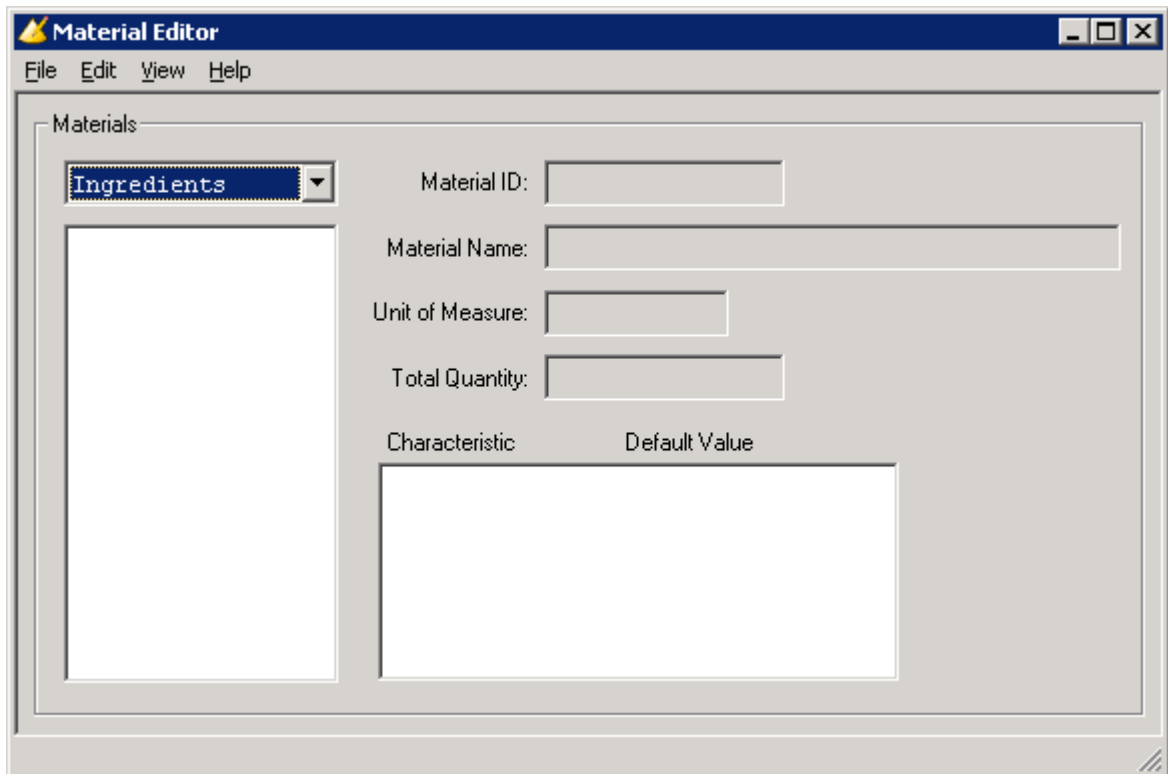 Material Editor
File Edit View Help
Materials
Ingredients
Material ID:
Material Name:
Unit of Measure:
Total Quantity:
Characteristic Default Value